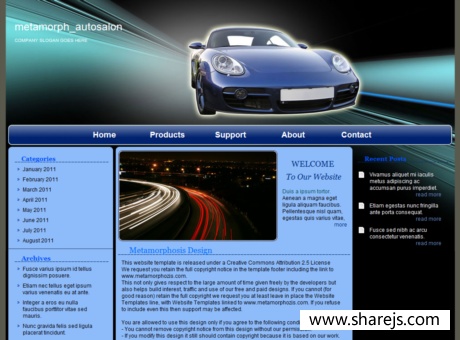 metamorph_autosalon
COMPANY SLOGAN GOES HERE
Home Products Support About Contact
Categories
January 2011
February 2011
March 2011
April 2011
May 2011
June 2011
July 2011
August 2011
Archives
Fusce varius ipsum id tellus
dignissim posuere.
Etiam nec tellus eget ipsum
varius venenatis eu at ante.
Integer a eros eu nulla
faucibus porttitor vitae sed
mauris.
Nunc gravida felis sed ligula
placerat tincidunt.
WELCOME
To Our Website
Duis a ipsum tortor.
Aenean a magna eget
ligula aliquam faucibus.
Pellentesque nisl quam,
egestas quis varius vitae,
more
Metamorphosis Design
This website template is released under a Creative Commons Attribution 2.5 License
We request you retain the full copyright notice in the template footer including the link to
www.metamorphozis.com.
This not only gives respect to the large amount of time given freely by the developers but
also helps build interest, traffic and use of our free and paid designs. If you cannot (for
good reason) retain the full copyright we request you at least leave in place the Website
Templates line, with Website Templates linked to www.metamorphozis.com. If you refuse
to include even this then support may be affected.
You are allowed to use this design only if you agree to the following
- You cannot remove copyright notice from this design without our
- If you modify this design it still should contain copyright because it is based on our work.
Recent Posts
Vivamus aliquet mi iaculis
metus adipiscing ac
accumsan purus imperdiet.
read more
Etiam egestas nunc fringilla
ante porta consequat.
read more
Fusce sed nibh ac arcu
consectetur venenatis.
read more
www.sharejs.com